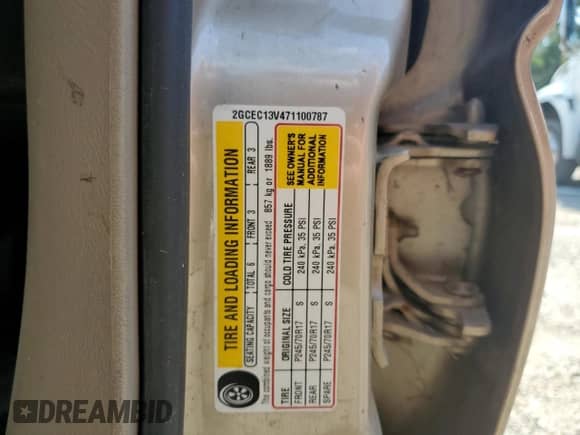 2GCEC13V471100787
TIRE AND LOADING INFORMATION
SEATING CAPACITY TOTAL 6 FRONT 3 REAR 3
The combined weight of occupants and cargo should never exceed 857 kg or 1889 lbs.
TIRE ORIGINAL SIZE COLD TIRE PRESSURE
FRONT P245/70R17 S 240 kPa, 35 PSI
REAR P245/70R17 S 240 kPa, 35 PSI
SPARE P245/70R17 S 240 kPa, 35 PSI
SEE OWNER'S
MANUAL FOR
ADDITIONAL
INFORMATION
DREAMBID